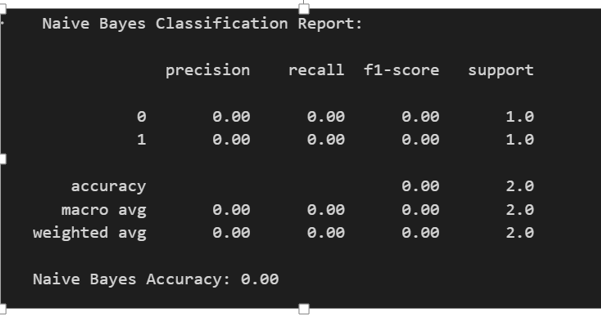 Naive Bayes Classification Report:
precision recall f1-score support
0 0.00 0.00 0.00 1.0
1 0.00 0.00 0.00 1.0
accuracy 0.00 2.0
macro avg 0.00 0.00 0.00 2.0
weighted avg 0.00 0.00 0.00 2.0
Naive Bayes Accuracy: 0.00